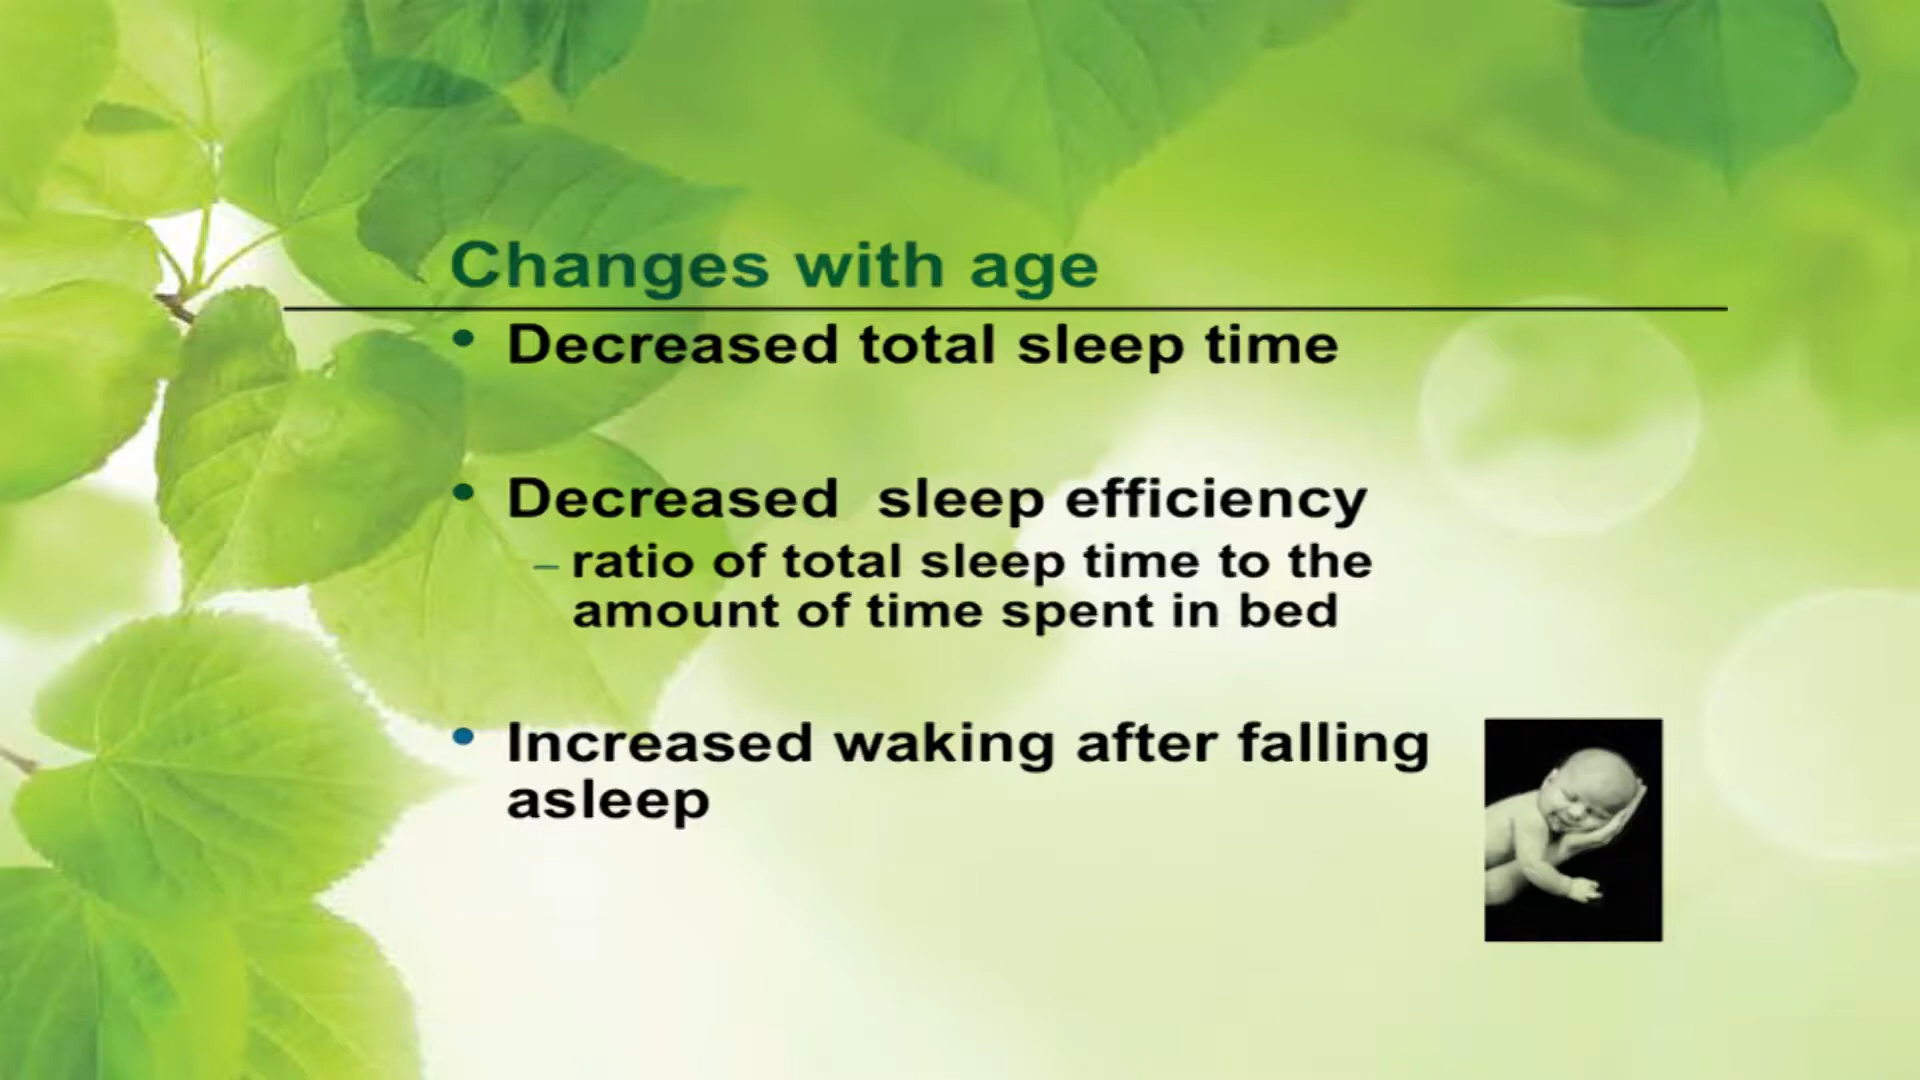 Changes with age
• Decreased total sleep time
• Decreased  sleep efficiency
– ratio of total sleep time to the
amount of time spent in bed
• Increased waking after falling
asleep